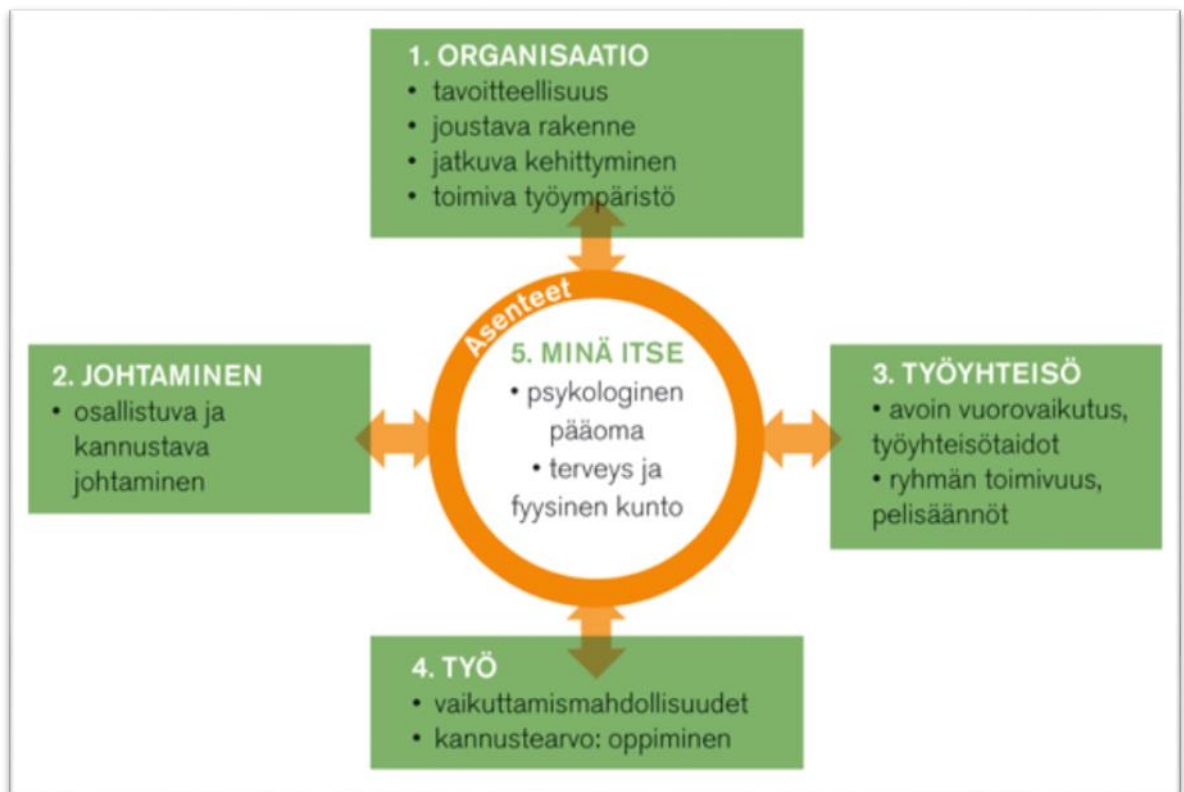 1. ORGANISAATIO
• tavoitteellisuus
• joustava rakenne
• jatkuva kehittyminen
• toimiva työympäristö
Asenteet
2. JOHTAMINEN
• osallistuva ja
kannustava
johtaminen
5. MINÄ ITSE
• psykologinen
pääoma
• terveys ja
fyysinen kunto
3. TYÖYHTEISÖ
• avoin vuorovaikutus,
työyhteisötaidot
• ryhmän toimivuus,
pelisäännöt
4. TYÖ
• vaikuttamismahdollisuudet
• kannustearvo: oppiminen